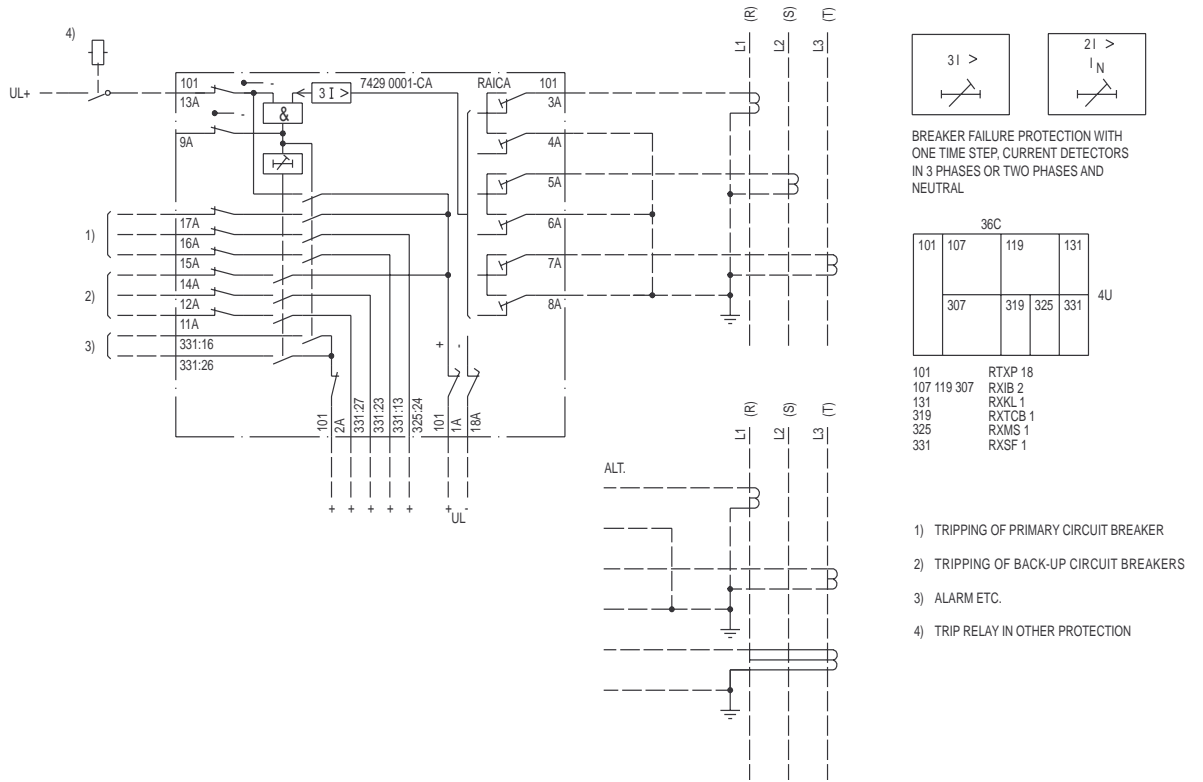 4)
UL+
101
13A
9A
&
3 I >
7429 0001-CA
RAICA
101
3A
4A
5A
6A
7A
8A
1)
17A
16A
15A
2)
14A
12A
11A
3)
331:16
331:26
+ -
101
2A
331:27
331:23
331:13
325:24
101
1A
18A
+ + + + + + -
UL
L1 (R)
L2 (S)
L3 (T)
ALT.
L1 (R)
L2 (S)
L3 (T)
3 I >
2 I >
I N
BREAKER FAILURE PROTECTION WITH
ONE TIME STEP, CURRENT DETECTORS
IN 3 PHASES OR TWO PHASES AND
NEUTRAL
36C
101 107 119 131
307 319 325 331
4U
101 RTXP 18
107 119 307 RXIB 2
131 RXKL 1
319 RXTCB 1
325 RXMS 1
331 RXSF 1
1) TRIPPING OF PRIMARY CIRCUIT BREAKER
2) TRIPPING OF BACK-UP CIRCUIT BREAKERS
3) ALARM ETC.
4) TRIP RELAY IN OTHER PROTECTION